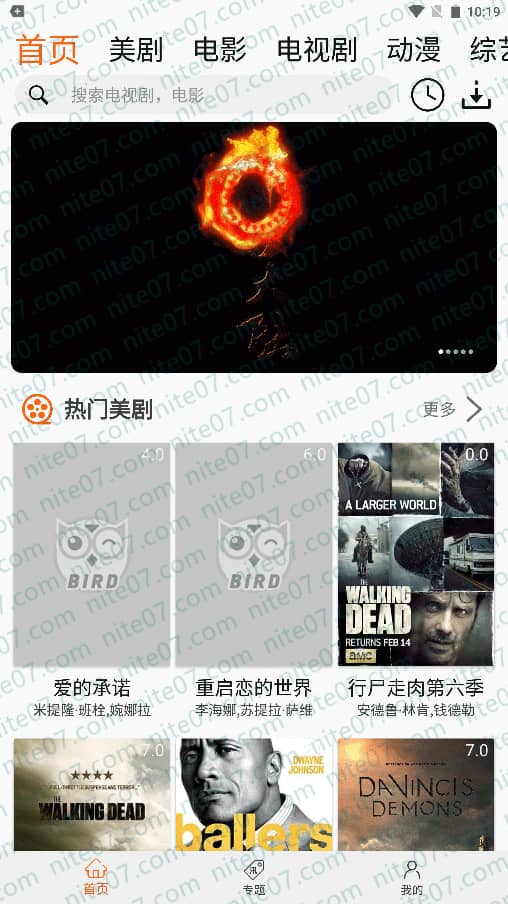 10:19
首页 美剧 电影 电视剧 动漫 综艺
搜索电视剧，电影
热门美剧 更多
4.0 6.0 0.0
A LARGER WORLD
BIRD BIRD
THE
WALKING
DEAD
RETURNS FEB 14
amc
爱的承诺 重启恋的世界 行尸走肉第六季
米提隆·班栓,婉娜拉 李海娜,苏提拉·萨维 安德鲁·林肯,钱德勒
7.0 7.0
DWAYNE
JOHNSON
THE
WALKING DEAD
DAVINCI'S
DEMONS
ballers
首页 专题 我的
nite07.com